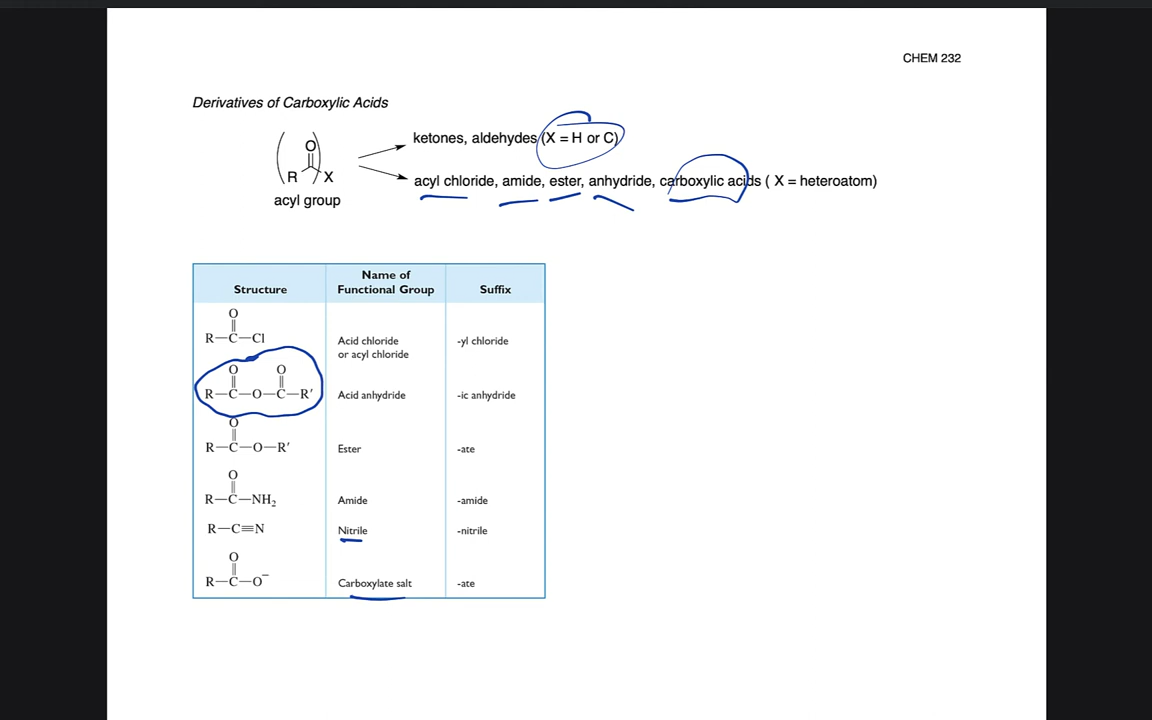 CHEM 232
Derivatives of Carboxylic Acids
ketones, aldehydes (X = H or C)
O
R X
acyl chloride, amide, ester, anhydride, carboxylic acids ( X = heteroatom)
acyl group
Structure
Name of
Functional Group
Suffix
O
R—C—Cl
Acid chloride
or acyl chloride
-yl chloride
O O
R—C—O—C—R′
Acid anhydride
-ic anhydride
O
R—C—O—R′
Ester
-ate
O
R—C—NH₂
Amide
-amide
R—C≡N
Nitrile
-nitrile
O
R—C—O⁻
Carboxylate salt
-ate